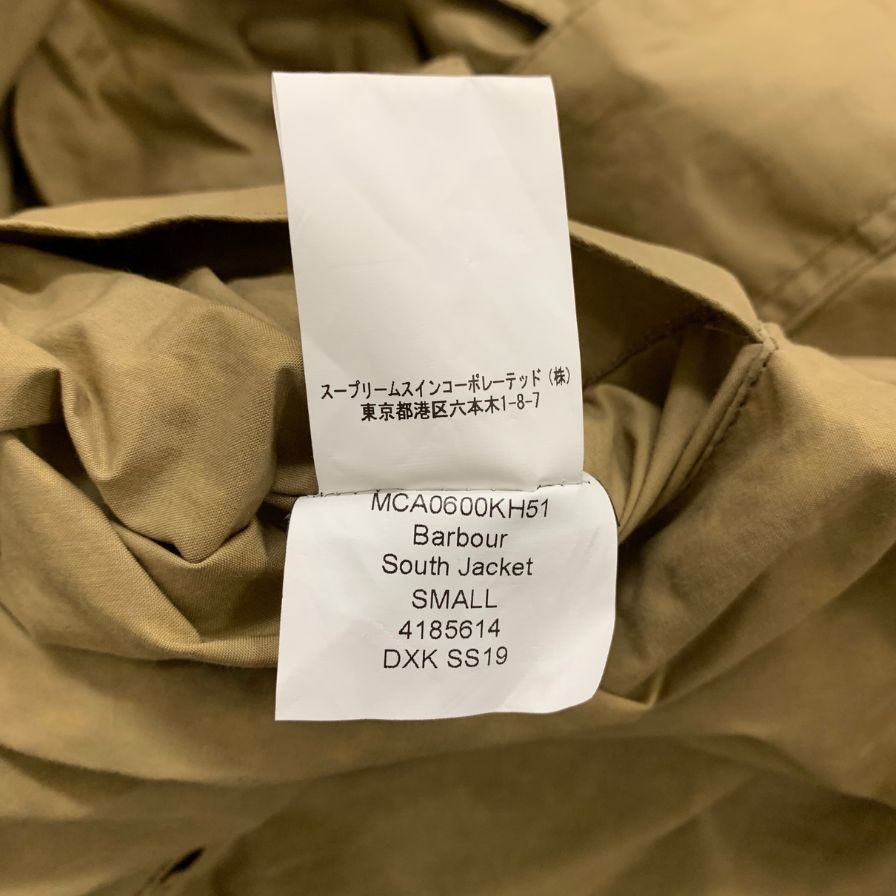 スープリームスインコーポレーテッド（株）
東京都港区六本木1-8-7
MCA0600KH51
Barbour
South Jacket
SMALL
4185614
DXK SS19